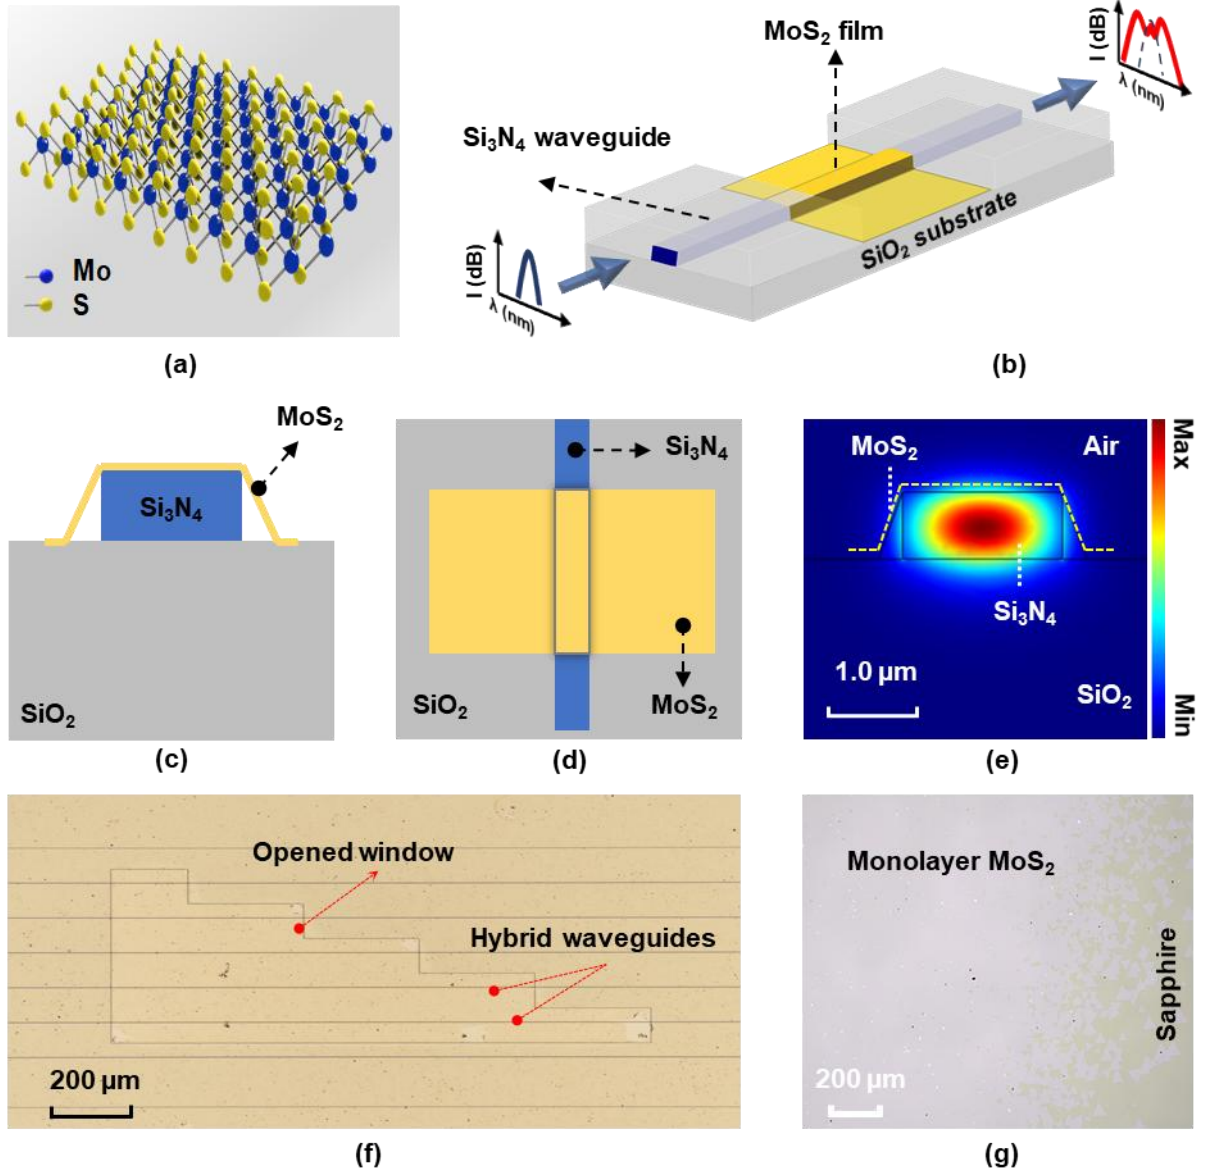 Mo
S
(a)
MoS₂ film
Si₃N₄ waveguide
SiO₂ substrate
I (dB)
λ (nm)
I (dB)
λ (nm)
(b)
MoS₂
Si₃N₄
SiO₂
(c)
Si₃N₄
SiO₂
MoS₂
(d)
MoS₂
Air
Si₃N₄
1.0 μm
SiO₂
Max
Min
(e)
Opened window
Hybrid waveguides
200 μm
(f)
Monolayer MoS₂
Sapphire
200 μm
(g)